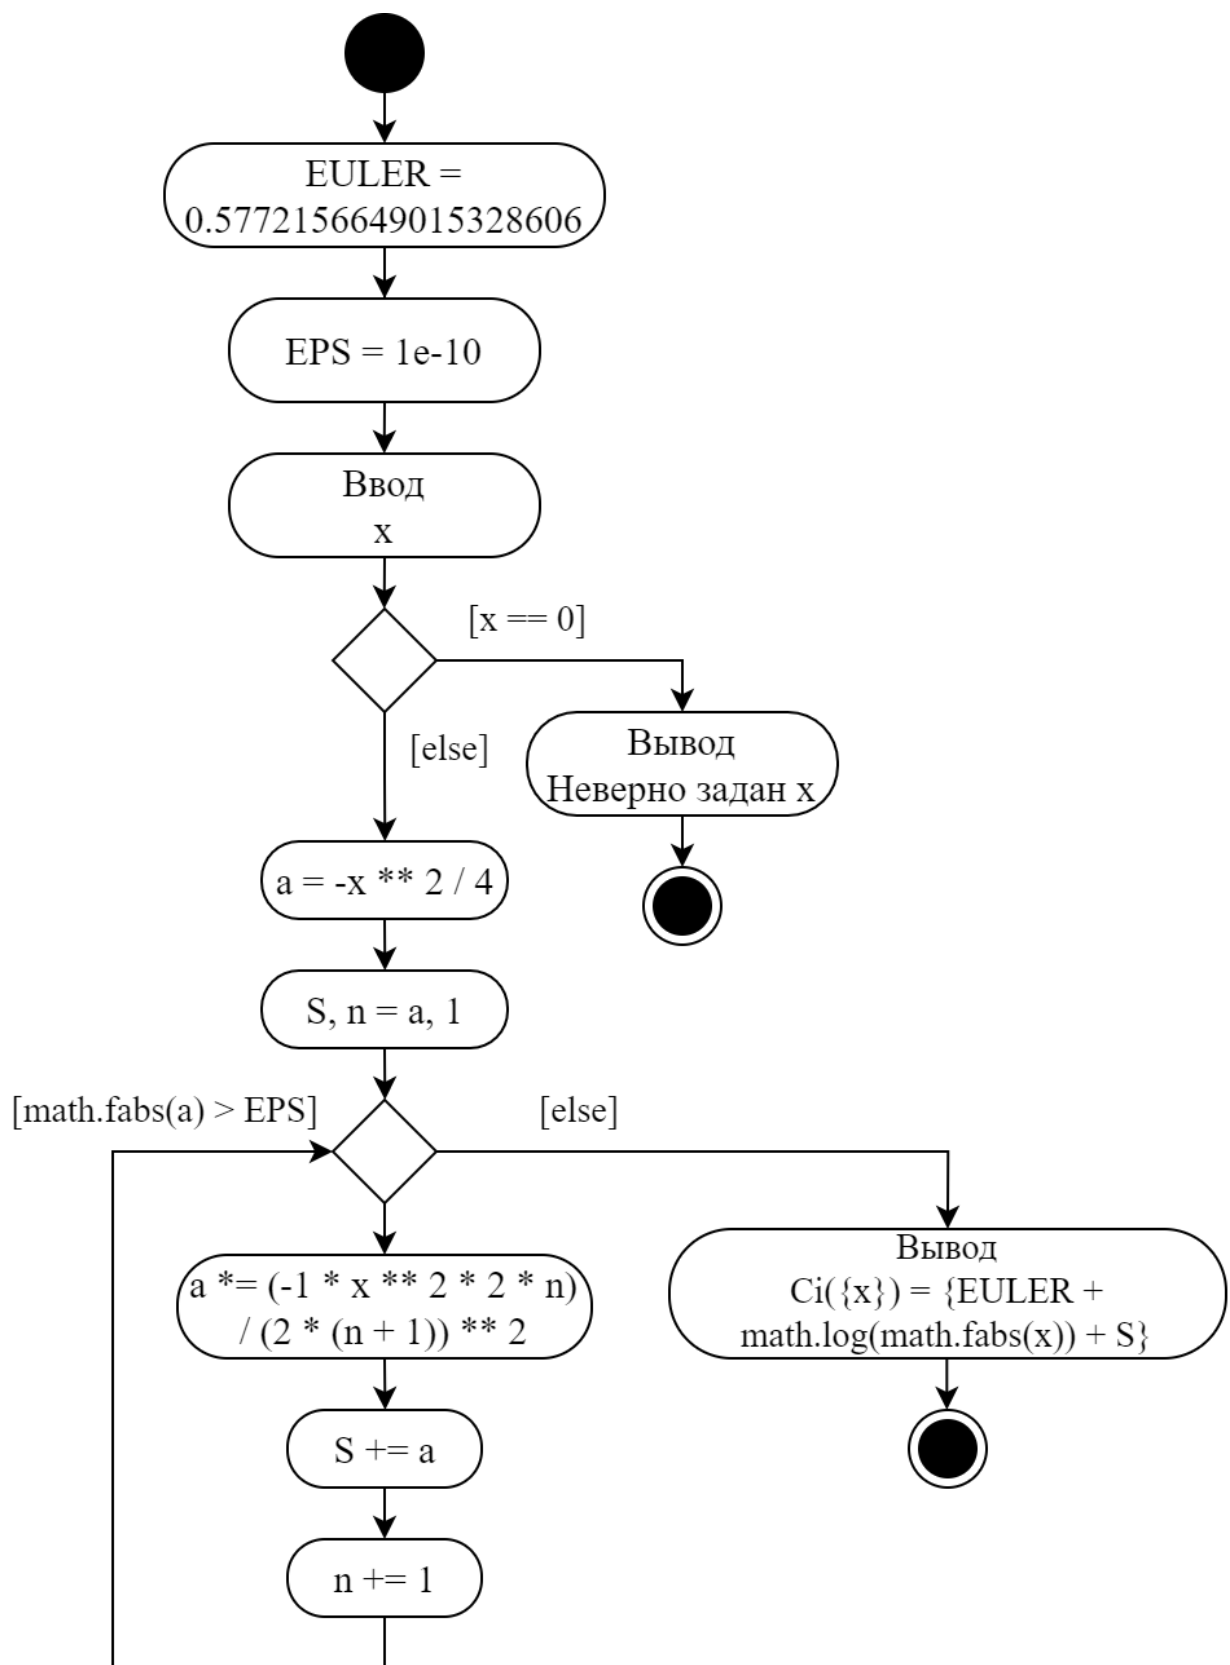 EULER =
0.5772156649015328606
EPS = 1e-10
Ввод
x
[x == 0]
[else]
Вывод
Неверно задан x
a = -x ** 2 / 4
S, n = a, 1
[math.fabs(a) > EPS]
[else]
a *= (-1 * x ** 2 * 2 * n)
/ (2 * (n + 1)) ** 2
Вывод
Ci({x}) = {EULER +
math.log(math.fabs(x)) + S}
S += a
n += 1